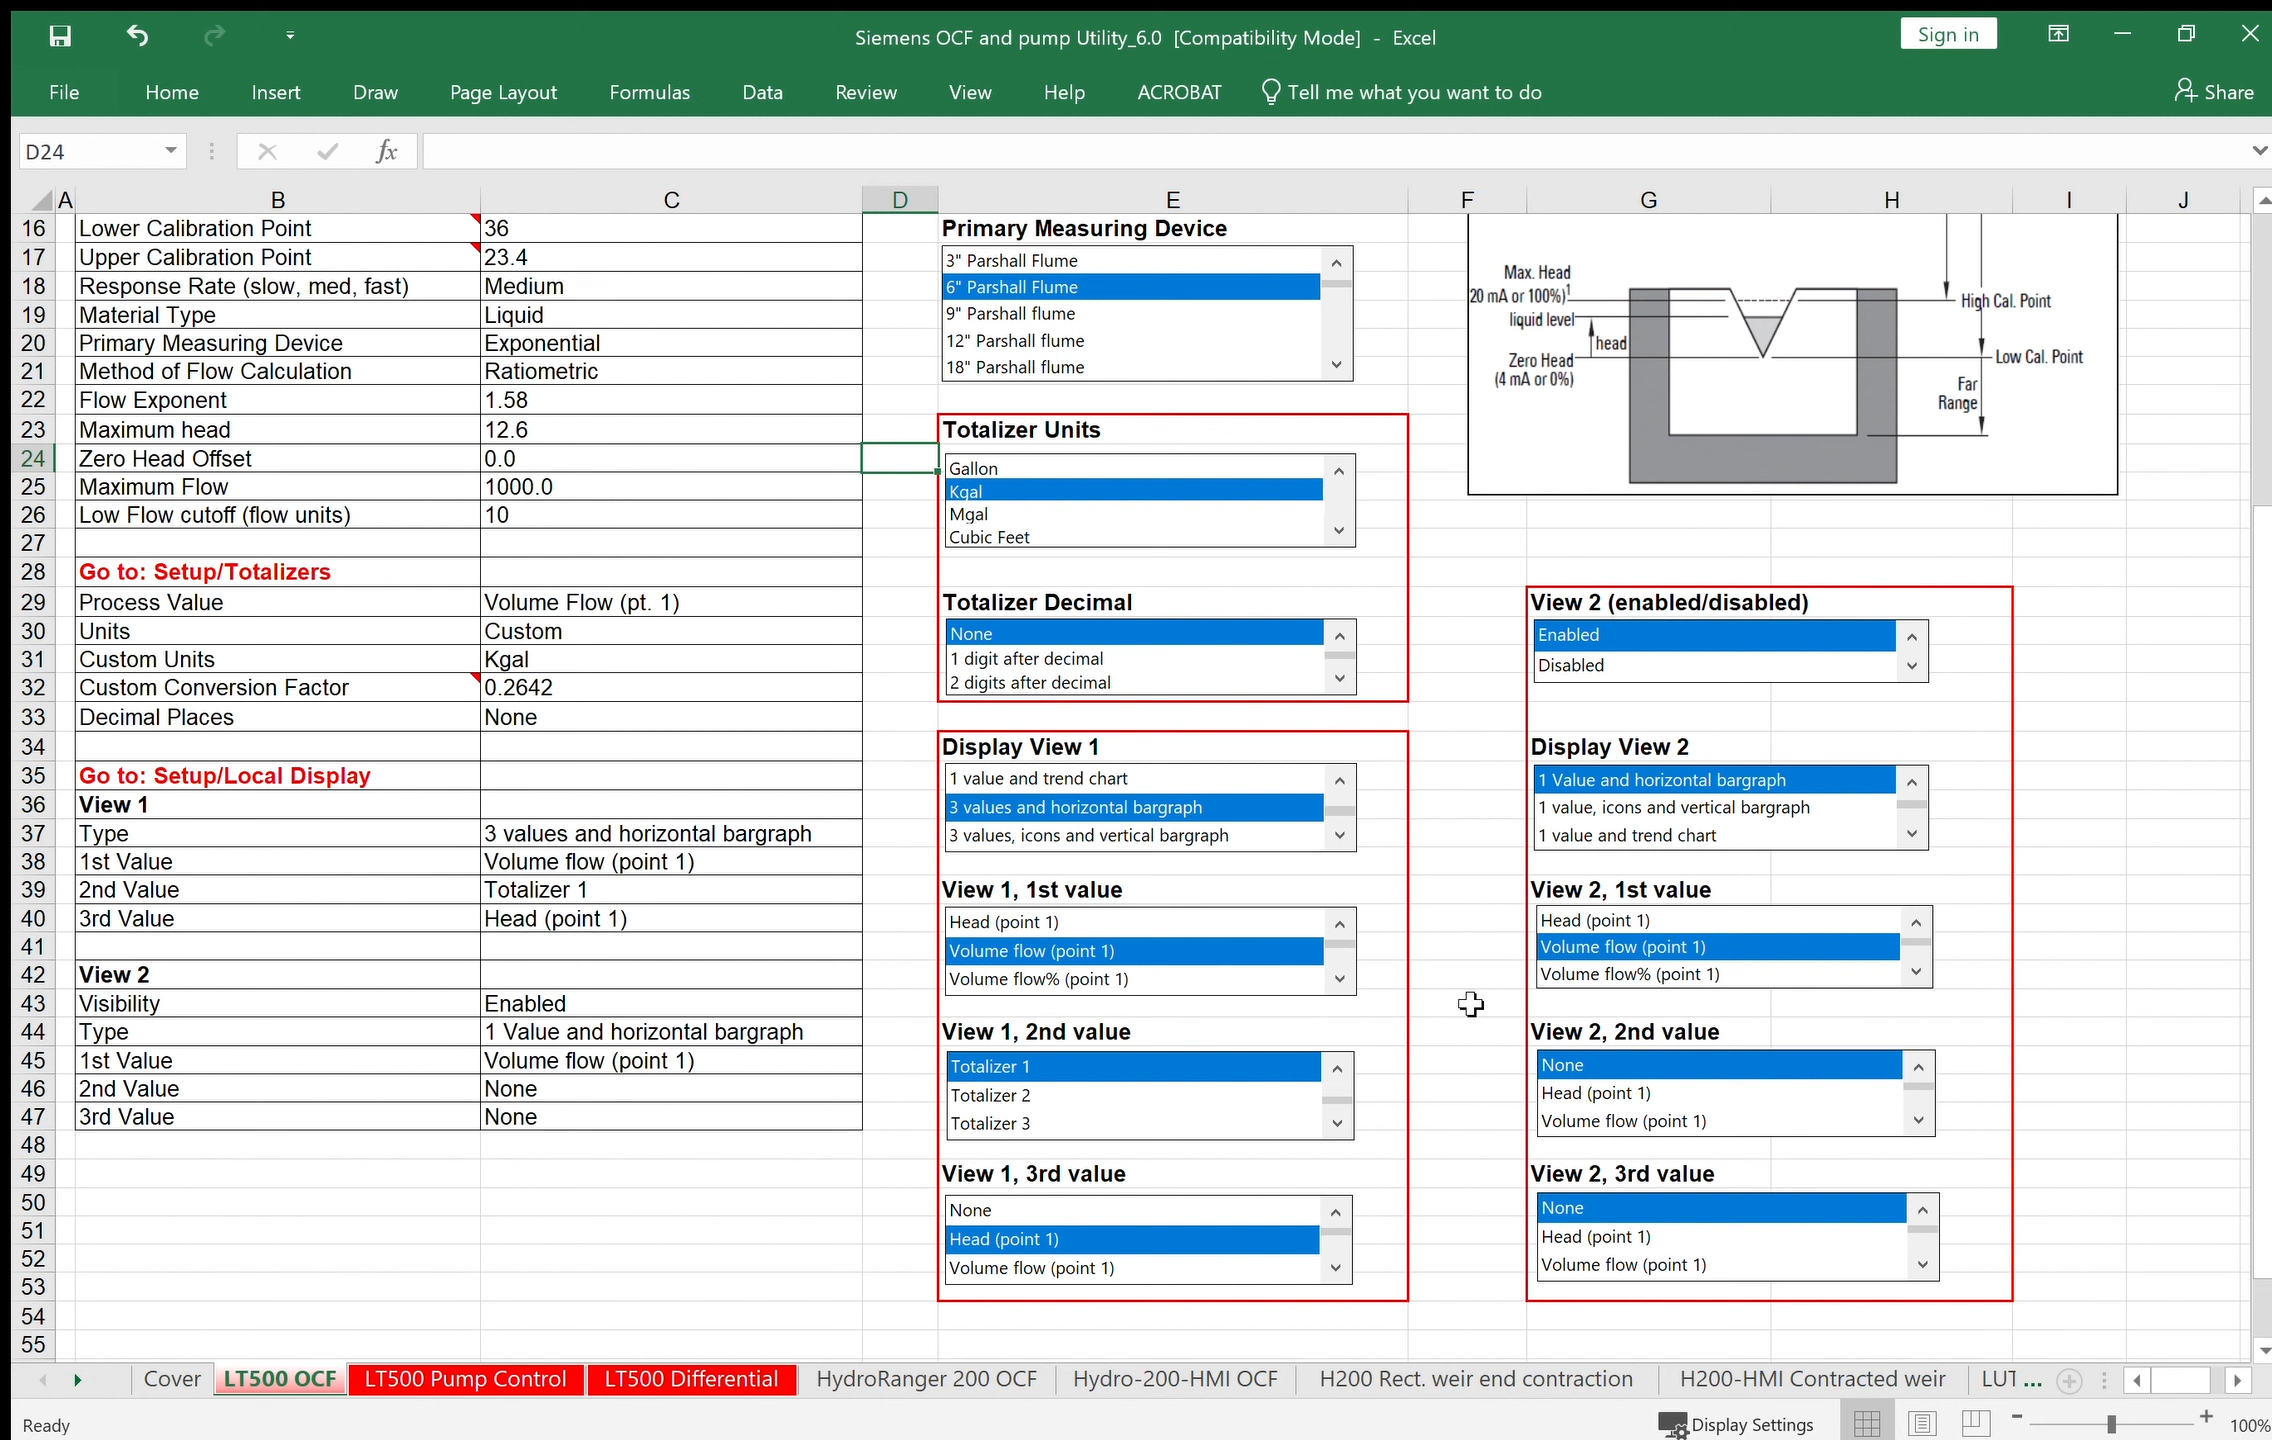 Siemens OCF and pump Utility_6.0 [Compatibility Mode] - Excel
Sign in
File Home Insert Draw Page Layout Formulas Data Review View Help ACROBAT Tell me what you want to do Share
D24 fx
A B C D E F G H I J
16 Lower Calibration Point 36
17 Upper Calibration Point 23.4
18 Response Rate (slow, med, fast) Medium
19 Material Type Liquid
20 Primary Measuring Device Exponential
21 Method of Flow Calculation Ratiometric
22 Flow Exponent 1.58
23 Maximum head 12.6
24 Zero Head Offset 0.0
25 Maximum Flow 1000.0
26 Low Flow cutoff (flow units) 10
27
28 Go to: Setup/Totalizers
29 Process Value Volume Flow (pt. 1)
30 Units Custom
31 Custom Units Kgal
32 Custom Conversion Factor 0.2642
33 Decimal Places None
34
35 Go to: Setup/Local Display
36 View 1
37 Type 3 values and horizontal bargraph
38 1st Value Volume flow (point 1)
39 2nd Value Totalizer 1
40 3rd Value Head (point 1)
41
42 View 2
43 Visibility Enabled
44 Type 1 Value and horizontal bargraph
45 1st Value Volume flow (point 1)
46 2nd Value None
47 3rd Value None
48
49
50
51
52
53
54
55
Primary Measuring Device
3" Parshall Flume
6" Parshall Flume
9" Parshall flume
12" Parshall flume
18" Parshall flume
Totalizer Units
Gallon
Kgal
Mgal
Cubic Feet
Totalizer Decimal
None
1 digit after decimal
2 digits after decimal
Display View 1
1 value and trend chart
3 values and horizontal bargraph
3 values, icons and vertical bargraph
View 1, 1st value
Head (point 1)
Volume flow (point 1)
Volume flow% (point 1)
View 1, 2nd value
Totalizer 1
Totalizer 2
Totalizer 3
View 1, 3rd value
None
Head (point 1)
Volume flow (point 1)
Max. Head
20 mA or 100%)1
liquid level
head
Zero Head
(4 mA or 0%)
High Cal. Point
Low Cal. Point
Far
Range
View 2 (enabled/disabled)
Enabled
Disabled
Display View 2
1 Value and horizontal bargraph
1 value, icons and vertical bargraph
1 value and trend chart
View 2, 1st value
Head (point 1)
Volume flow (point 1)
Volume flow% (point 1)
View 2, 2nd value
None
Head (point 1)
Volume flow (point 1)
View 2, 3rd value
None
Head (point 1)
Volume flow (point 1)
Cover LT500 OCF LT500 Pump Control LT500 Differential HydroRanger 200 OCF Hydro-200-HMI OCF H200 Rect. weir end contraction H200-HMI Contracted weir LUT ...
Ready Display Settings 100%